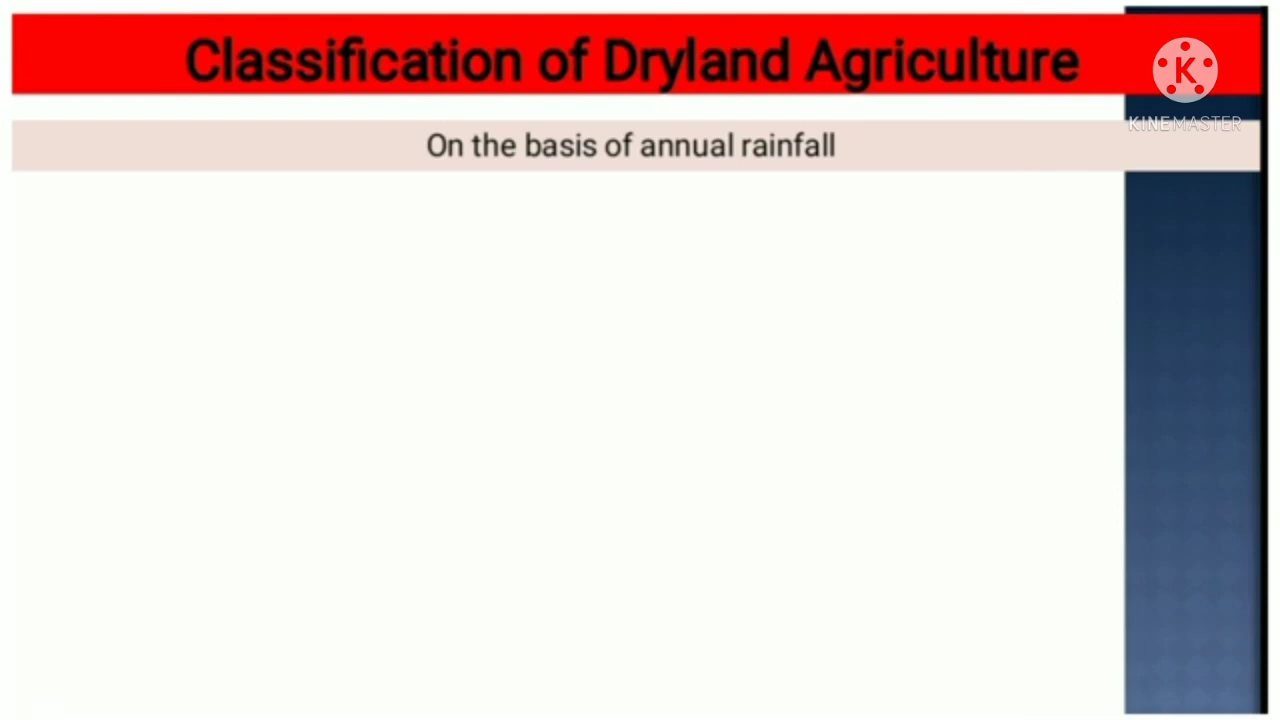 Classification of Dryland Agriculture
K
KINEMASTER
On the basis of annual rainfall